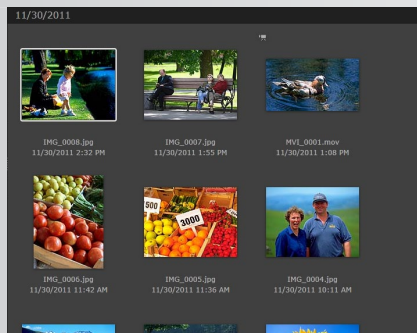 11/30/2011
IMG_0008.jpg
11/30/2011 2:32 PM
IMG_0007.jpg
11/30/2011 1:55 PM
MVI_0001.mov
11/30/2011 1:08 PM
500
3000
IMG_0006.jpg
11/30/2011 11:42 AM
IMG_0005.jpg
11/30/2011 11:36 AM
IMG_0004.jpg
11/30/2011 10:11 AM